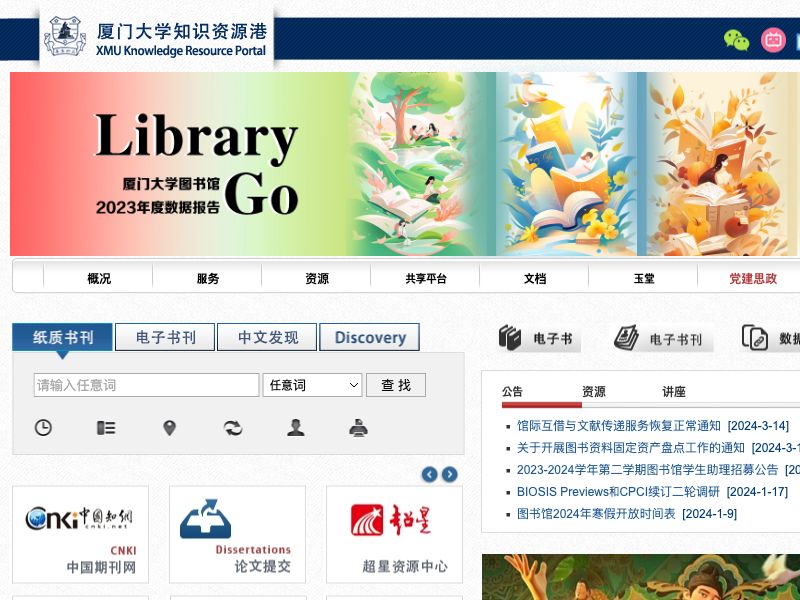 厦门大学知识资源港
XMU Knowledge Resource Portal
Library
Go
厦门大学图书馆
2023年度数据报告
概况 服务 资源 共享平台 文档 玉堂 党建思政
纸质书刊 电子书刊 中文发现 Discovery
请输入任意词 任意词 查 找
电子书 电子书刊
公告 资源 讲座
馆际互借与文献传递服务恢复正常通知 [2024-3-14]
关于开展图书资料固定资产盘点工作的通知
2023-2024学年第二学期图书馆学生助理招募公告
BIOSIS Previews和CPCI续订二轮调研 [2024-1-17]
图书馆2024年寒假开放时间表 [2024-1-9]
Cnki中国知网
cnki.net
CNKI
中国期刊网
Dissertations
论文提交
超星
超星资源中心